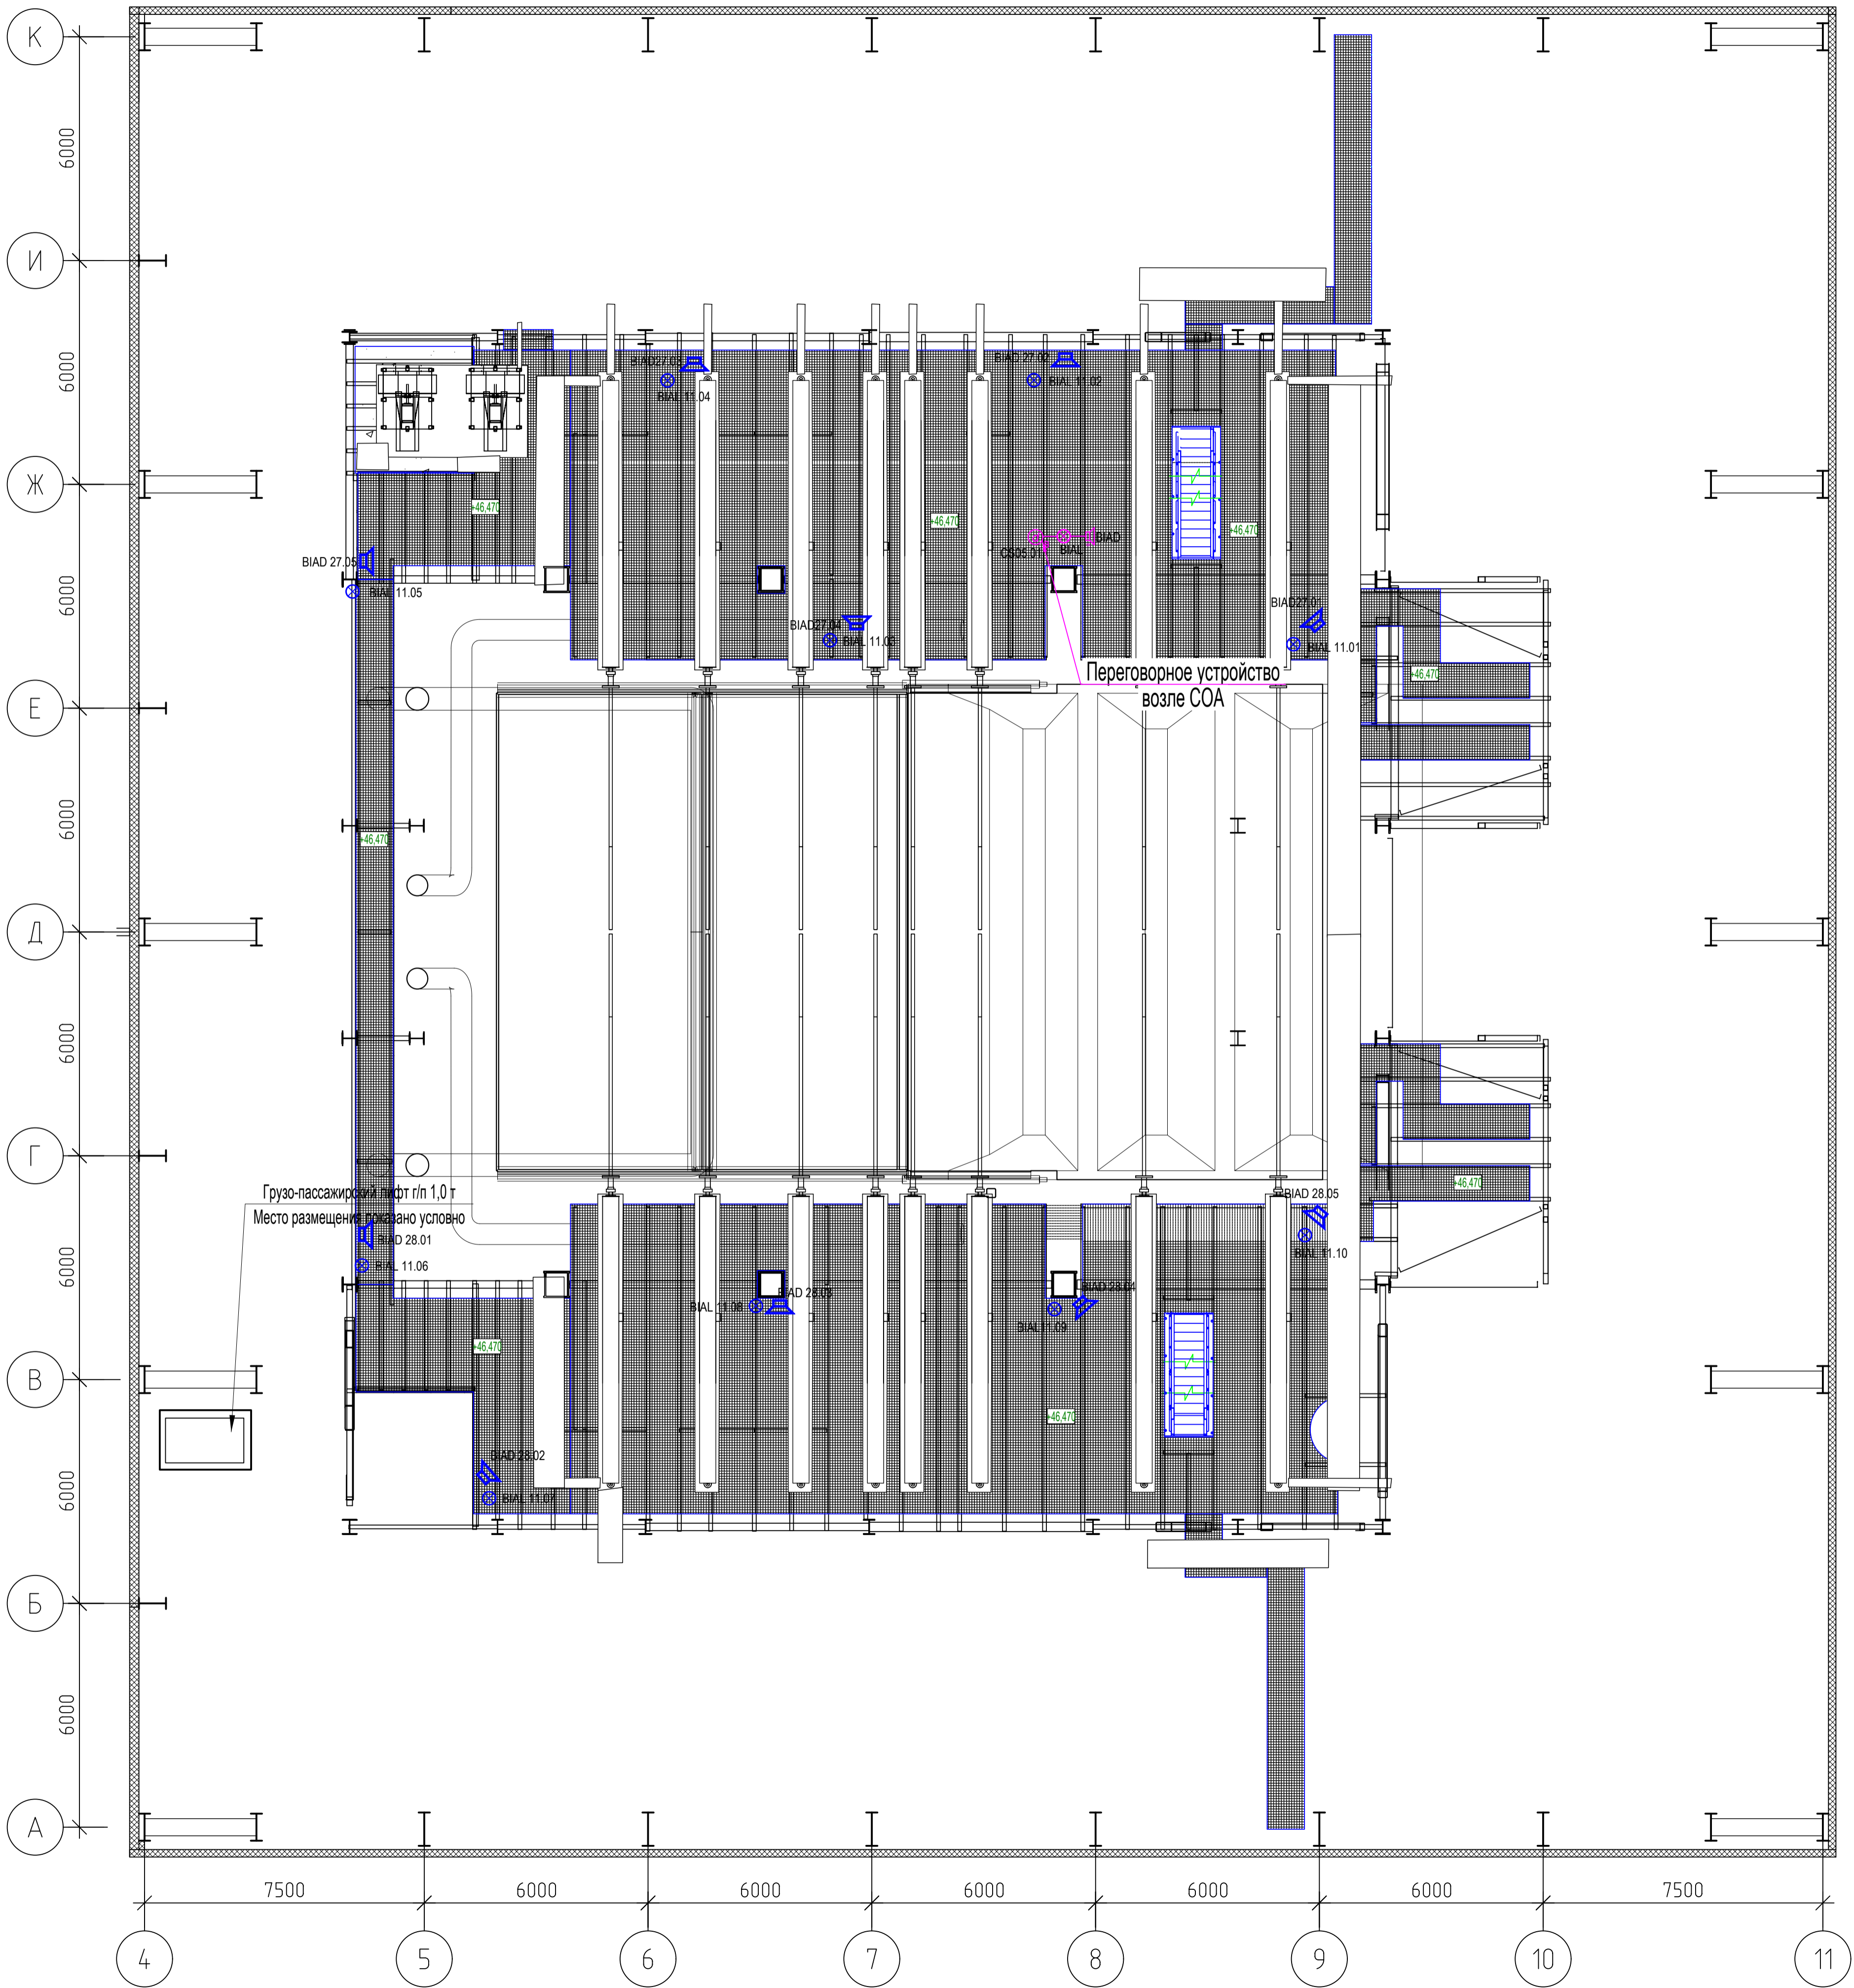 К
6000
И
6000
BIAD27.03
BIAL 11.04
BIAD 27.02
BIAL 11.02
Ж
+46,470
+46,470
+46,470
CS05.01
BIAL
BIAD
BIAD 27.05
BIAL 11.05
6000
BIAD27.04
BIAL 11.03
BIAD27.01
BIAL 11.01
Переговорное устройство
возле СОА
+46,470
Е
6000
+46,470
Д
6000
Г
Грузо-пассажирский лифт г/п 1,0 т
Место размещения показано условно
+46,470
BIAD 28.05
BIAL 11.10
BIAD 28.01
BIAL 11.06
6000
BIAD 28.03
BIAL 11.08
BIAD 28.04
BIAL11.09
+46,470
В
+46,470
BIAD 28.02
BIAL 11.07
6000
Б
6000
А
7500
6000
6000
6000
6000
6000
7500
4
5
6
7
8
9
10
11